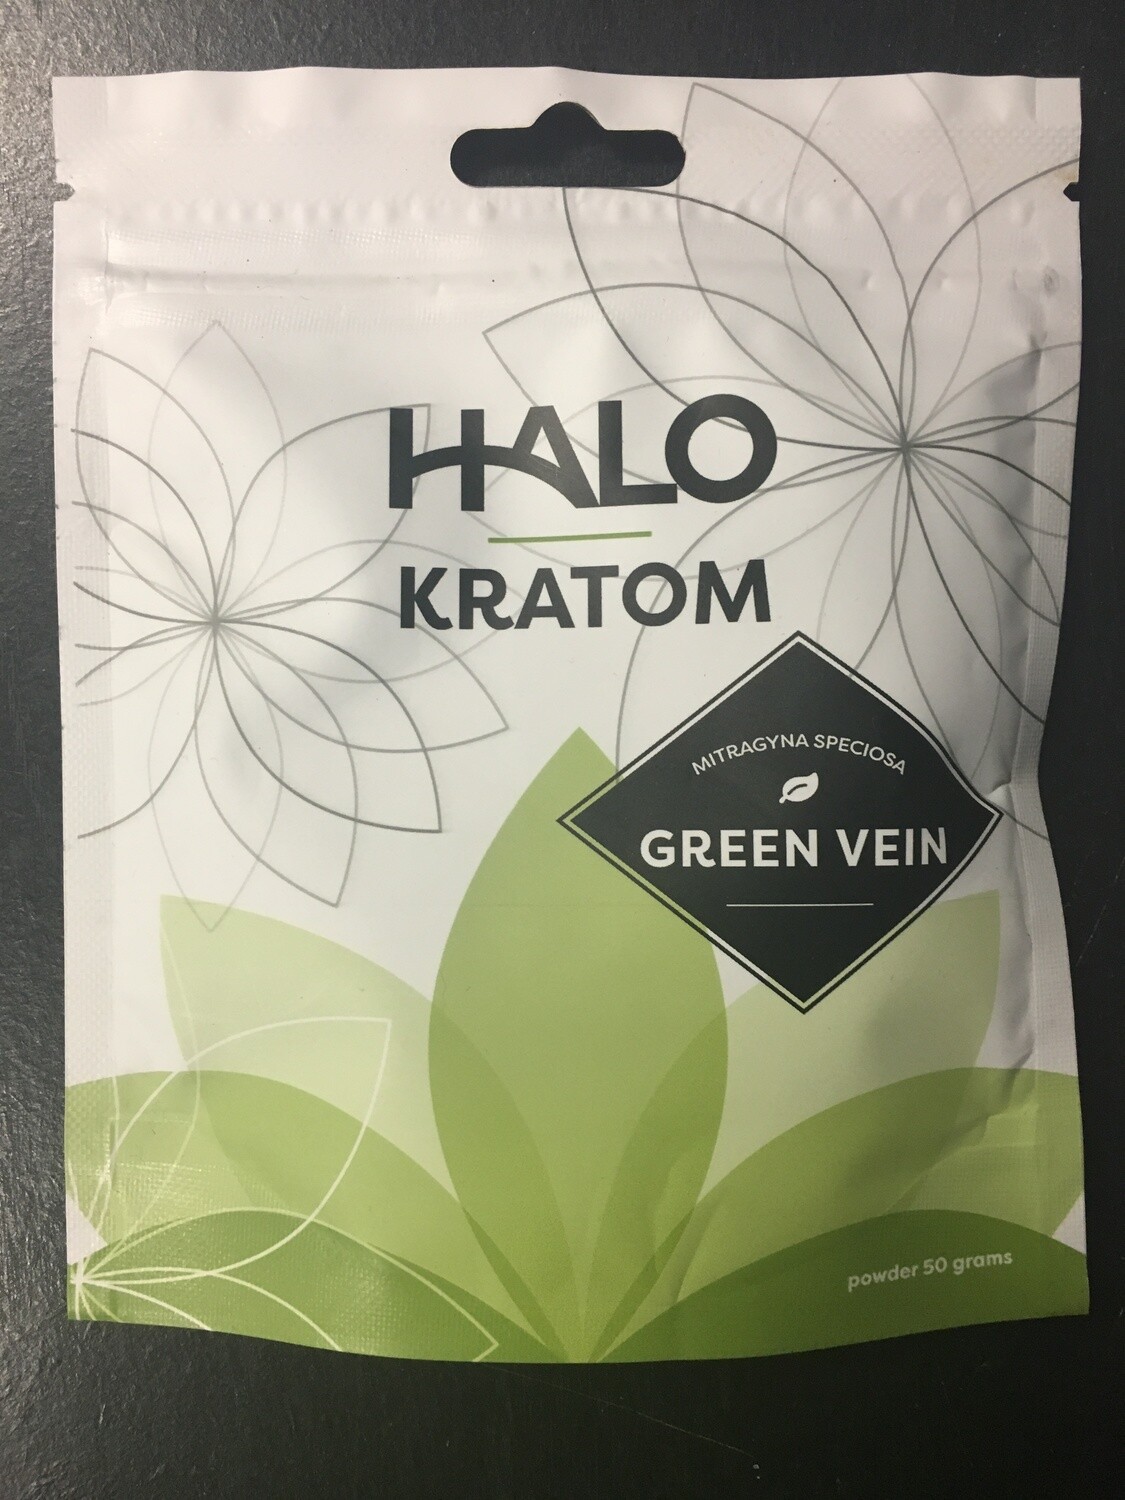 HALO
KRATOM
MITRAGYNA SPECIOSA
GREEN VEIN
powder 50 grams